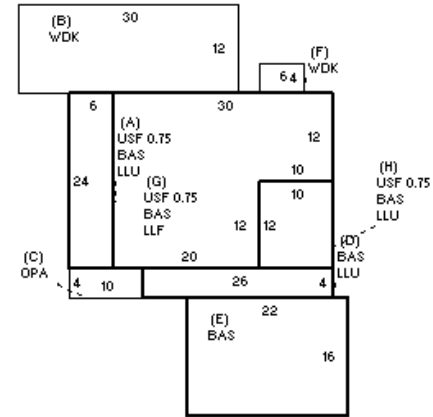 (B)
WDK
30
12
(F)
WDK
6 4
6
30
(A)
USF 0.75
BAS
LLU
12
24
(G)
USF 0.75
BAS
LLF
10
10
(H)
USF 0.75
BAS
LLU
12
12
(D)
BAS
LLU
20
(C)
OPA
4
10
26
4
22
(E)
BAS
16